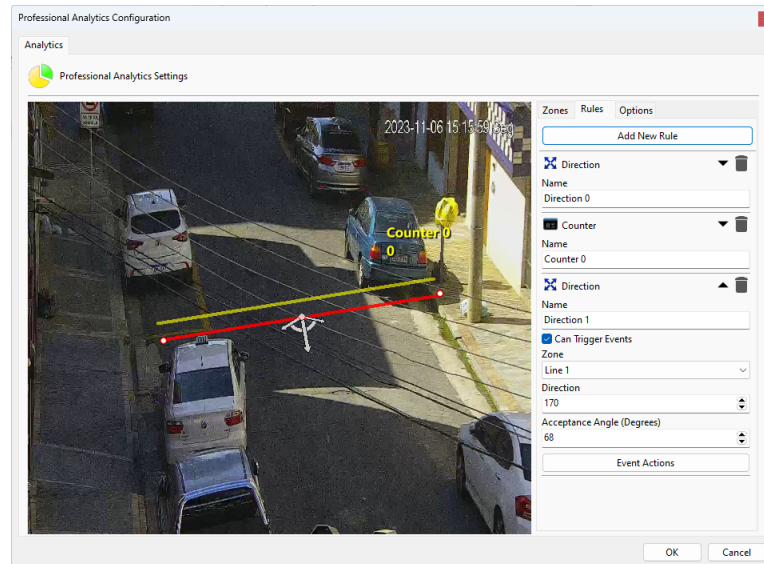 Professional Analytics Configuration
Analytics
Professional Analytics Settings
2023-11-06 15:15:59 Seg
Counter 0
0
Zones Rules Options
Add New Rule
Direction
Name
Direction 0
Counter
Name
Counter 0
Direction
Name
Direction 1
Can Trigger Events
Zone
Line 1
Direction
170
Acceptance Angle (Degrees)
68
Event Actions
OK Cancel